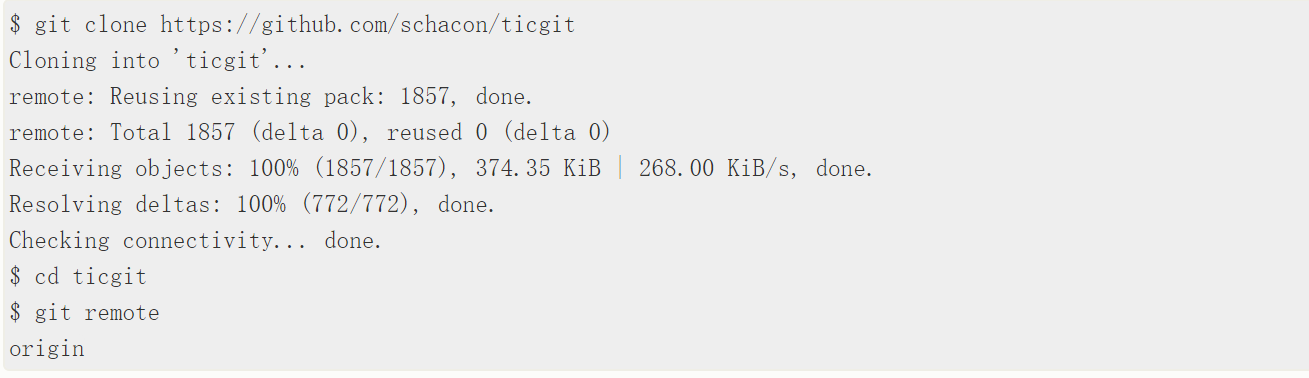 $ git clone https://github.com/schacon/ticgit
Cloning into 'ticgit'...
remote: Reusing existing pack: 1857, done.
remote: Total 1857 (delta 0), reused 0 (delta 0)
Receiving objects: 100% (1857/1857), 374.35 KiB | 268.00 KiB/s, done.
Resolving deltas: 100% (772/772), done.
Checking connectivity... done.
$ cd ticgit
$ git remote
origin